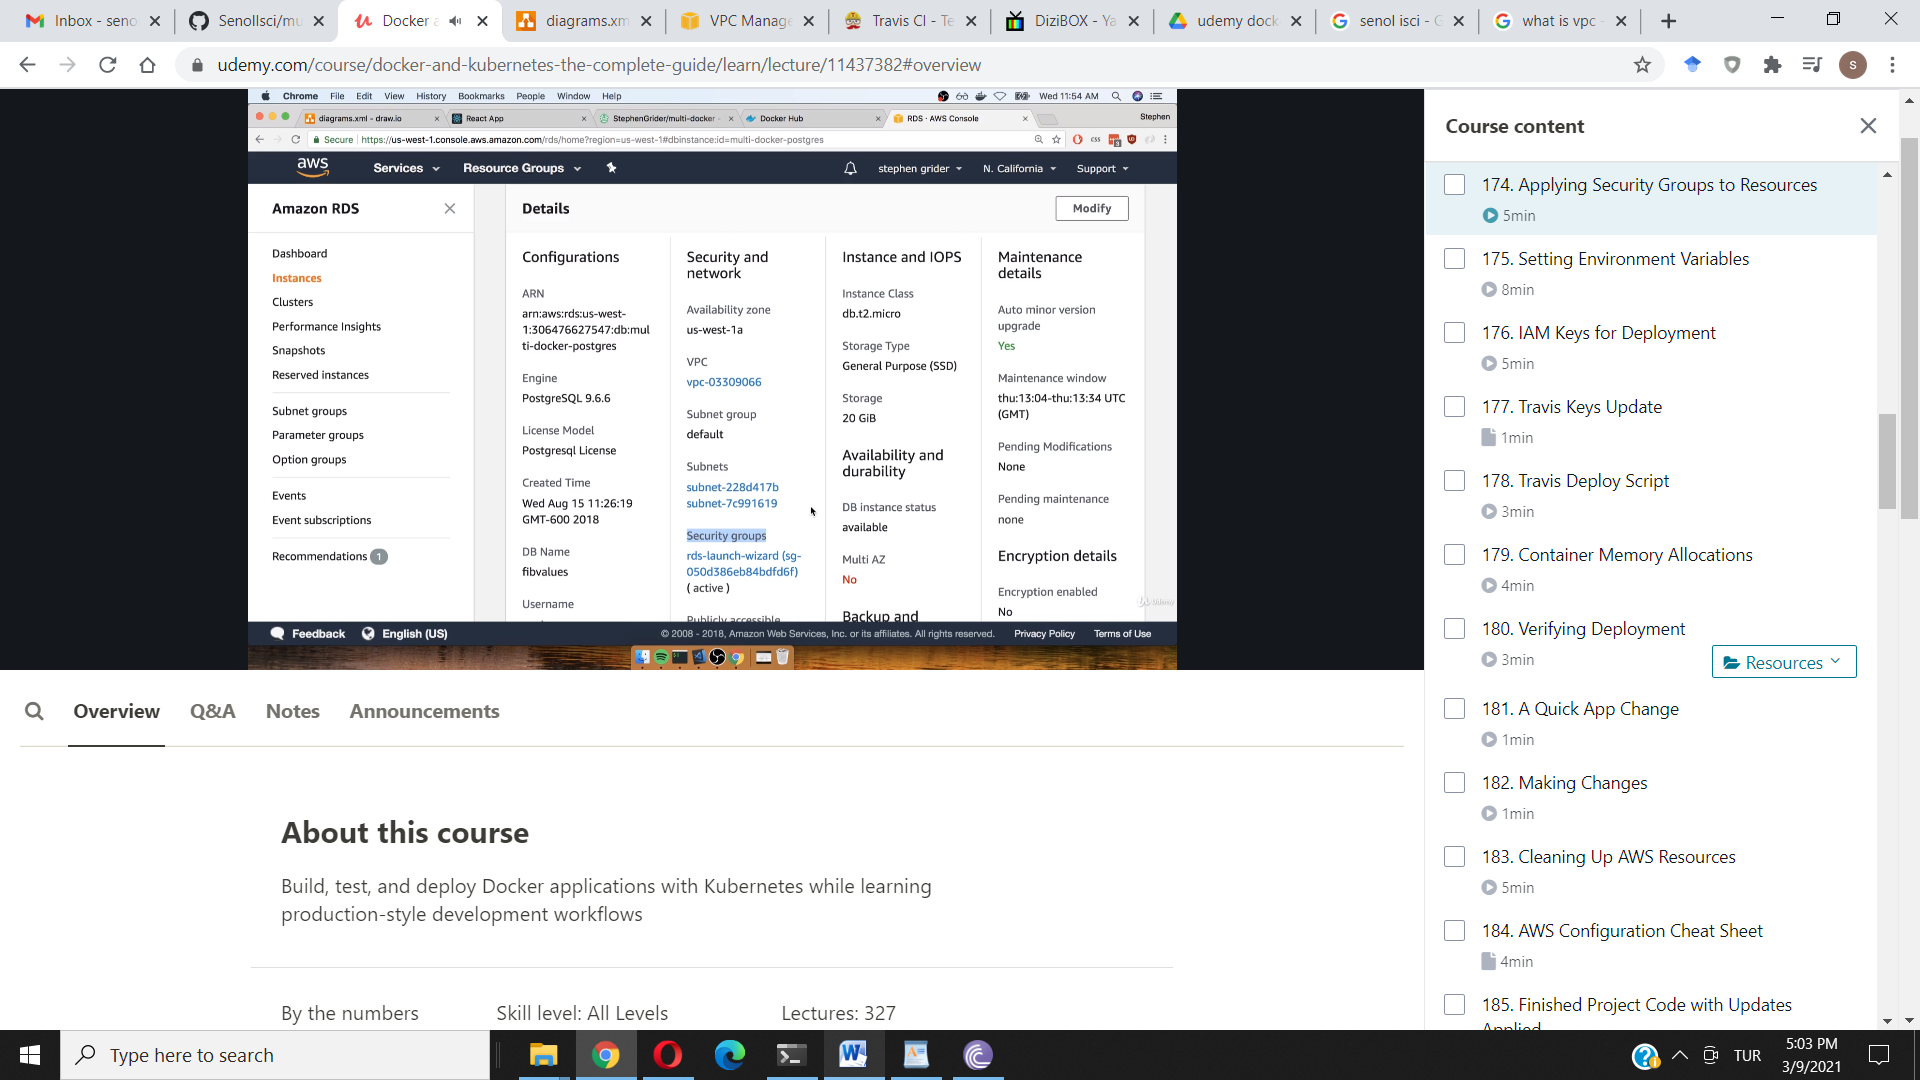 Inbox - seno
SenolIsci/mu
Docker a
diagrams.xm
VPC Manage
Travis CI - Te
DiziBOX - Ya
udemy dock
senol isci - G
what is vpc -
udemy.com/course/docker-and-kubernetes-the-complete-guide/learn/lecture/11437382#overview
S
Chrome File Edit View History Bookmarks People Window Help
Wed 11:54 AM
diagrams.xml - draw.io
React App
StephenGrider/multi-docker -
Docker Hub
RDS · AWS Console
Stephen
Secure https://us-west-1.console.aws.amazon.com/rds/home?region=us-west-1#dbinstance:id=multi-docker-postgres
css
aws
Services
Resource Groups
stephen grider
N. California
Support
Amazon RDS
Dashboard
Instances
Clusters
Performance Insights
Snapshots
Reserved instances
Subnet groups
Parameter groups
Option groups
Events
Event subscriptions
Recommendations 1
Details
Modify
Configurations
ARN
arn:aws:rds:us-west-
1:306476627547:db:mul
ti-docker-postgres
Engine
PostgreSQL 9.6.6
License Model
Postgresql License
Created Time
Wed Aug 15 11:26:19
GMT-600 2018
DB Name
fibvalues
Username
Security and
network
Availability zone
us-west-1a
VPC
vpc-03309066
Subnet group
default
Subnets
subnet-228d417b
subnet-7c991619
Security groups
rds-launch-wizard (sg-
050d386eb84bdfd6f)
( active )
Publicly accessible
Instance and IOPS
Instance Class
db.t2.micro
Storage Type
General Purpose (SSD)
Storage
20 GiB
Availability and
durability
DB instance status
available
Multi AZ
No
Backup and
Maintenance
details
Auto minor version
upgrade
Yes
Maintenance window
thu:13:04-thu:13:34 UTC
(GMT)
Pending Modifications
None
Pending maintenance
none
Encryption details
Encryption enabled
No
Udemy
Feedback
English (US)
© 2008 - 2018, Amazon Web Services, Inc. or its affiliates. All rights reserved.
Privacy Policy
Terms of Use
Course content
174. Applying Security Groups to Resources
5min
175. Setting Environment Variables
8min
176. IAM Keys for Deployment
5min
177. Travis Keys Update
1min
178. Travis Deploy Script
3min
179. Container Memory Allocations
4min
180. Verifying Deployment
3min
Resources
181. A Quick App Change
1min
182. Making Changes
1min
183. Cleaning Up AWS Resources
5min
184. AWS Configuration Cheat Sheet
4min
185. Finished Project Code with Updates
Applied
Overview
Q&A
Notes
Announcements
About this course
Build, test, and deploy Docker applications with Kubernetes while learning
production-style development workflows
By the numbers
Skill level: All Levels
Lectures: 327
Type here to search
TUR
5:03 PM
3/9/2021